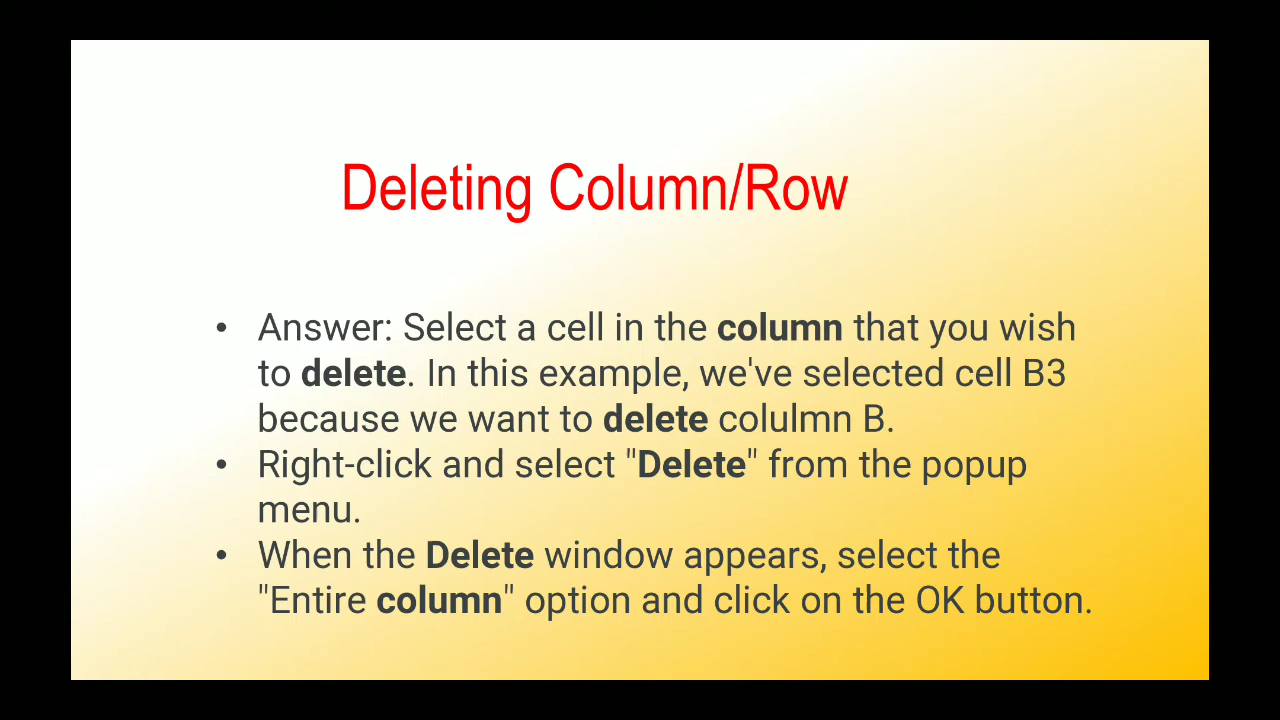 Deleting Column/Row
• Answer: Select a cell in the column that you wish
to delete. In this example, we've selected cell B3
because we want to delete colulmn B.
• Right-click and select "Delete" from the popup
menu.
• When the Delete window appears, select the
"Entire column" option and click on the OK button.